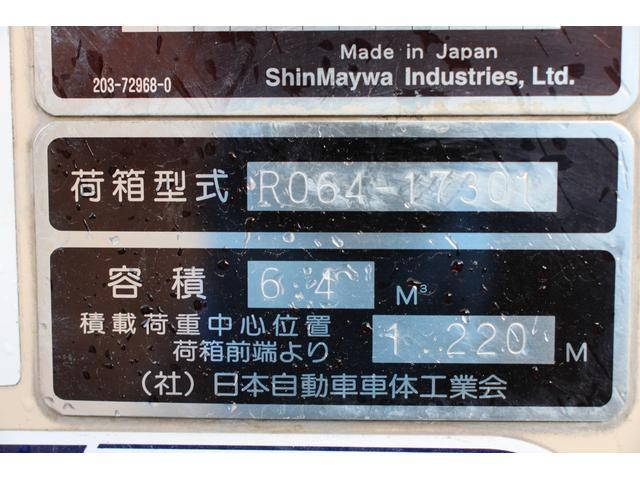 Made in Japan
203-72968-0
ShinMaywa Industries, Ltd.
荷箱型式 R064-17301
容積 6.4 M³
積載荷重中心位置
荷箱前端より 1.220 M
(社)日本自動車車体工業会